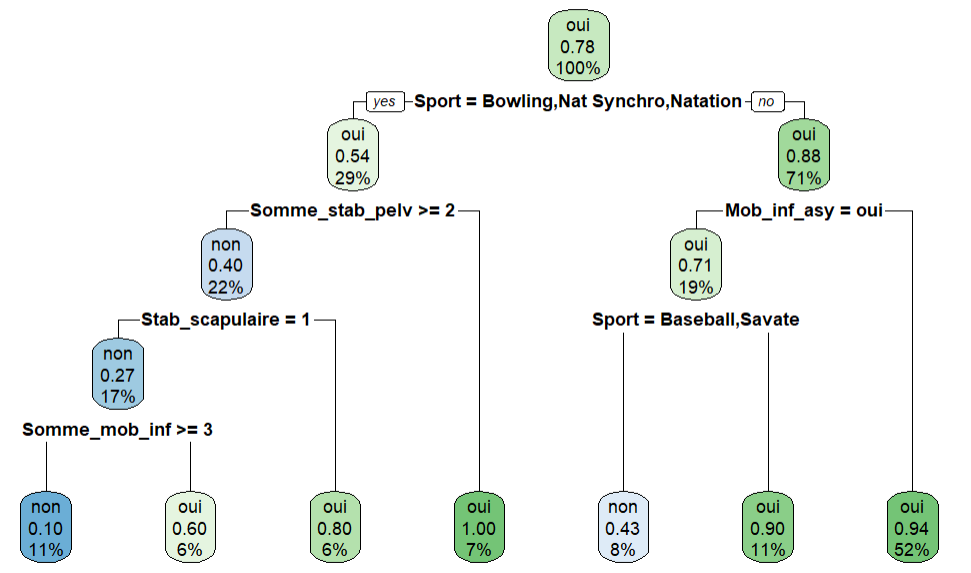 oui
0.78
100%
yes
Sport = Bowling,Nat Synchro,Natation
no
oui
0.54
29%
oui
0.88
71%
Somme_stab_pelv >= 2
Mob_inf_asy = oui
non
0.40
22%
oui
0.71
19%
Stab_scapulaire = 1
Sport = Baseball,Savate
non
0.27
17%
Somme_mob_inf >= 3
non
0.10
11%
oui
0.60
6%
oui
0.80
6%
oui
1.00
7%
non
0.43
8%
oui
0.90
11%
oui
0.94
52%